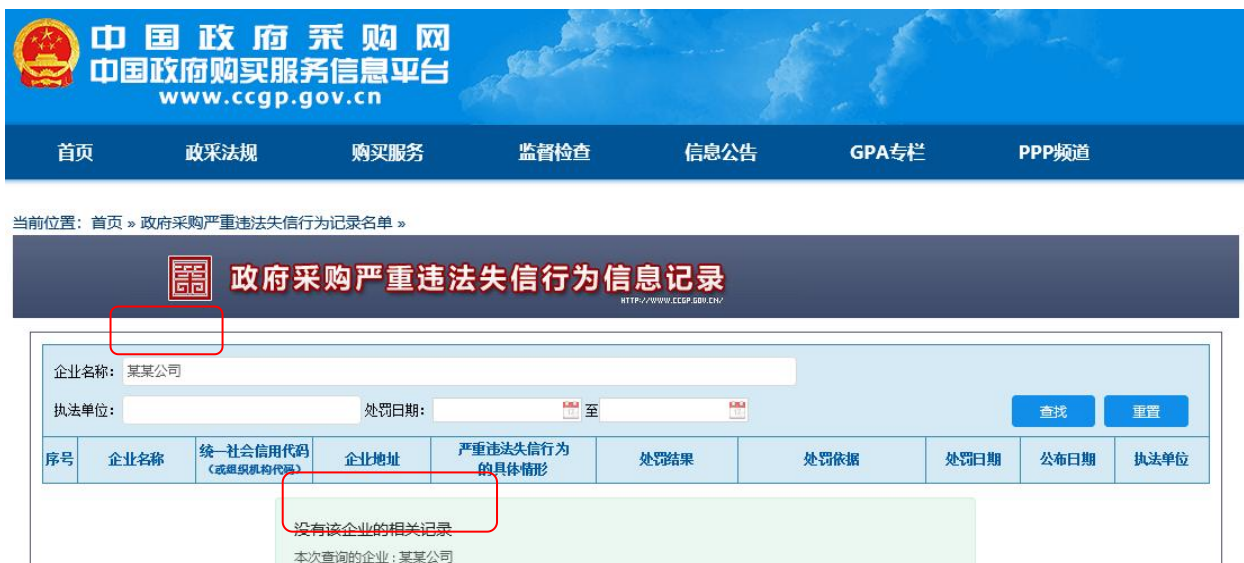 中国政府采购网
中国政府购买服务信息平台
www.ccgp.gov.cn
首页 政采法规 购买服务 监督检查 信息公告 GPA专栏 PPP频道
当前位置：首页 » 政府采购严重违法失信行为记录名单 »
政府采购严重违法失信行为信息记录
HTTP://WWW.CCGP.GOV.CN/
企业名称：某某公司
执法单位： 处罚日期： 至 查找 重置
序号 企业名称 统一社会信用代码 企业地址 严重违法失信行为 处罚结果 处罚依据 处罚日期 公布日期 执法单位
（或组织机构代码） 的具体情形
没有该企业的相关记录
本次查询的企业：某某公司